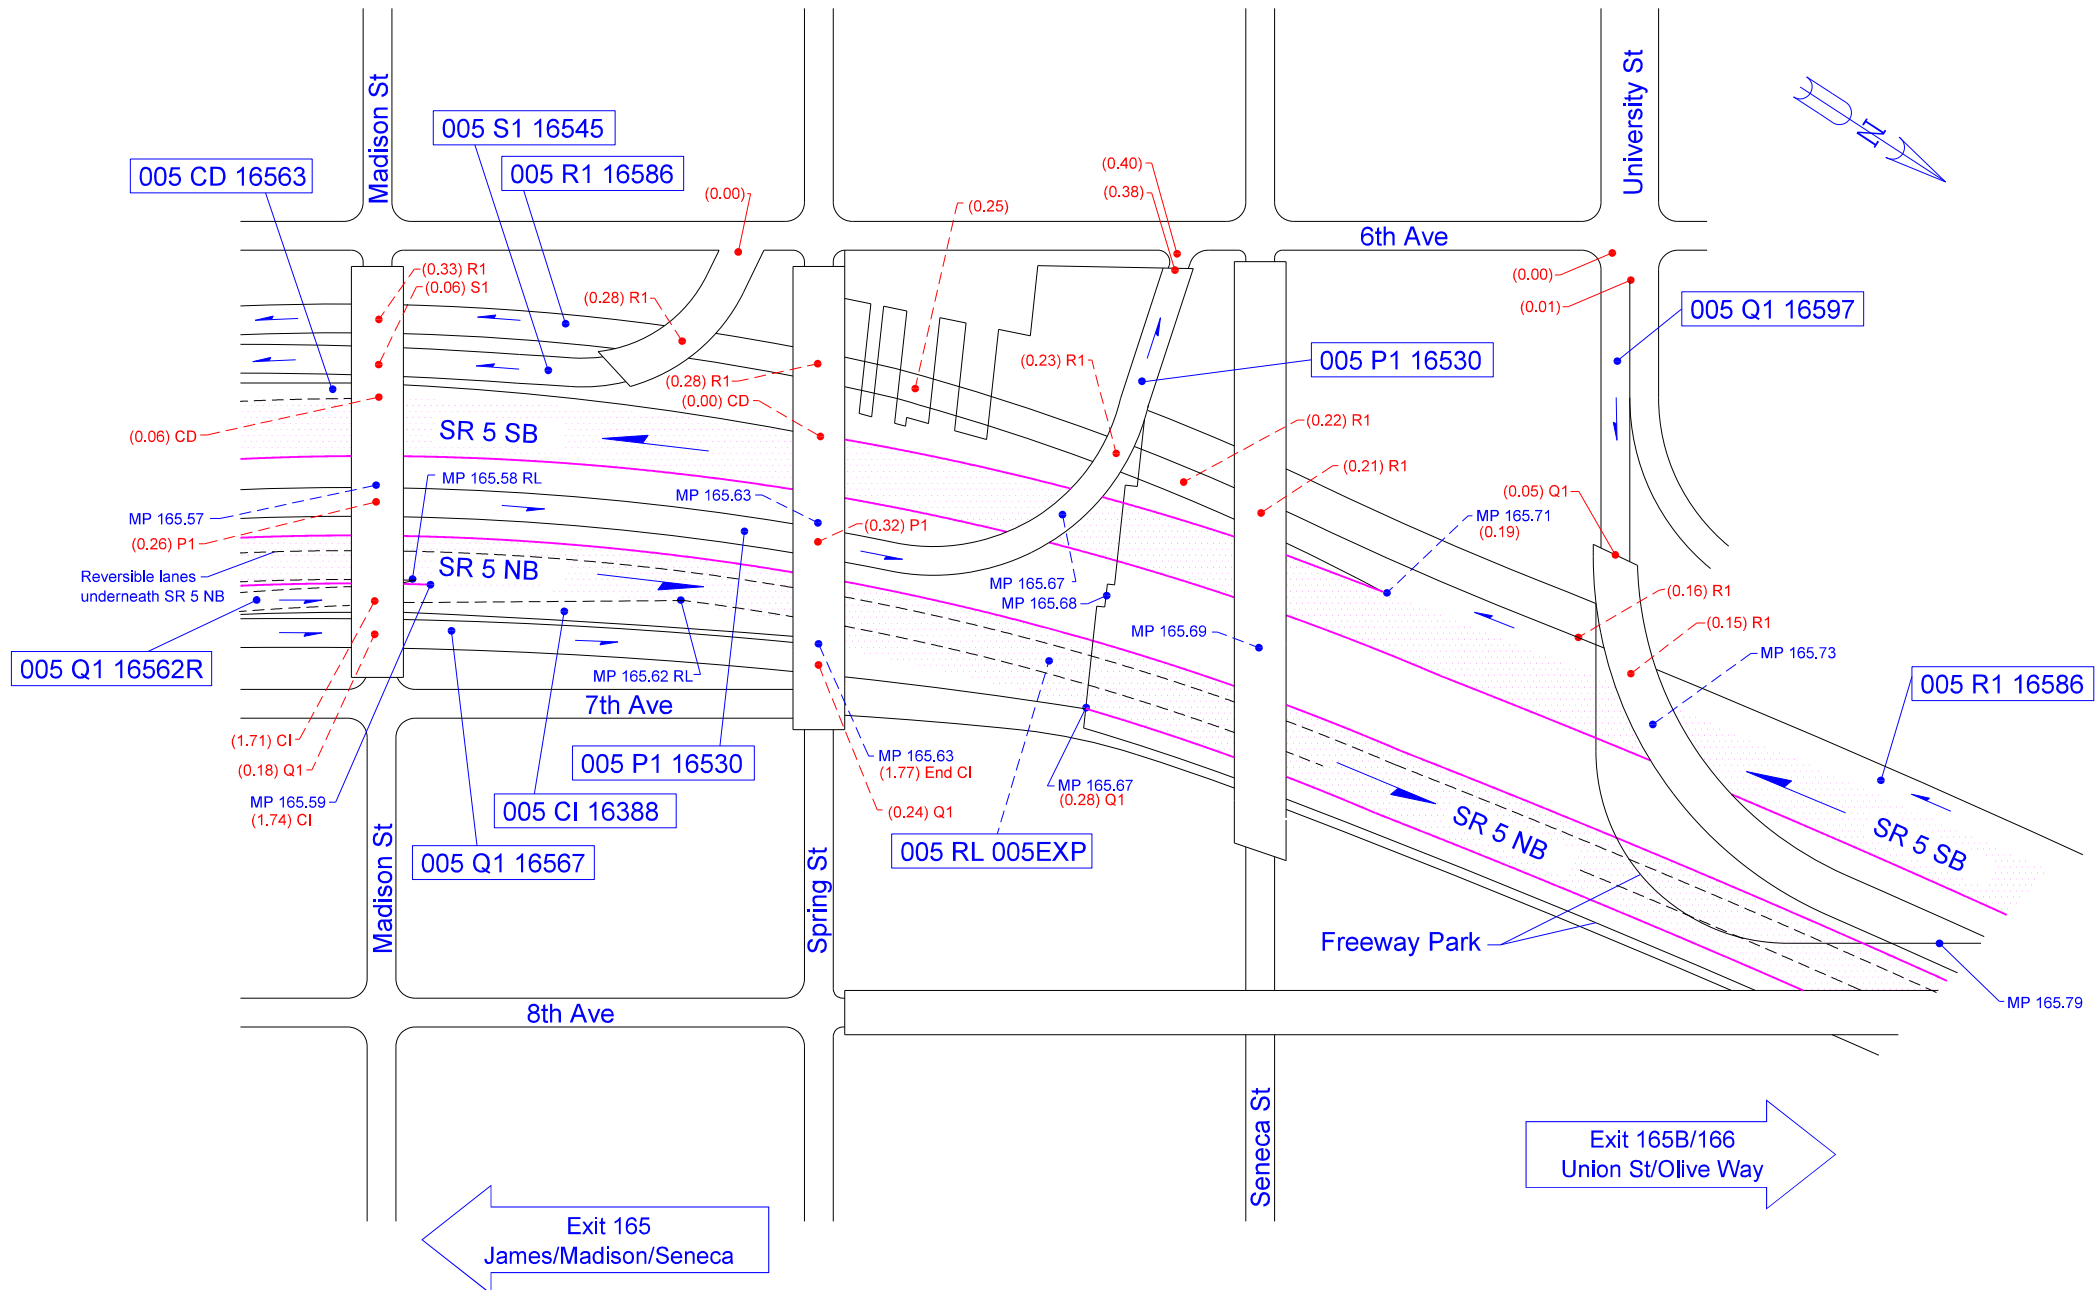 Madison St
University St
005 S1 16545
005 CD 16563
005 R1 16586
(0.00)
(0.40)
(0.38)
(0.25)
N
6th Ave
(0.33) R1
(0.06) S1
(0.28) R1
(0.00)
(0.01)
005 Q1 16597
(0.23) R1
005 P1 16530
(0.28) R1
(0.00) CD
(0.06) CD
SR 5 SB
(0.22) R1
(0.21) R1
MP 165.58 RL
MP 165.63
(0.05) Q1
MP 165.71
(0.19)
MP 165.57
(0.26) P1
(0.32) P1
Reversible lanes
underneath SR 5 NB
SR 5 NB
MP 165.67
MP 165.68
(0.16) R1
(0.15) R1
MP 165.69
MP 165.73
005 Q1 16562R
MP 165.62 RL
005 R1 16586
7th Ave
(1.71) CI
(0.18) Q1
MP 165.59
(1.74) CI
005 P1 16530
MP 165.63
(1.77) End CI
MP 165.67
(0.28) Q1
005 CI 16388
(0.24) Q1
005 Q1 16567
005 RL 005EXP
SR 5 NB
SR 5 SB
Madison St
Spring St
Freeway Park
MP 165.79
8th Ave
Seneca St
Exit 165B/166
Union St/Olive Way
Exit 165
James/Madison/Seneca